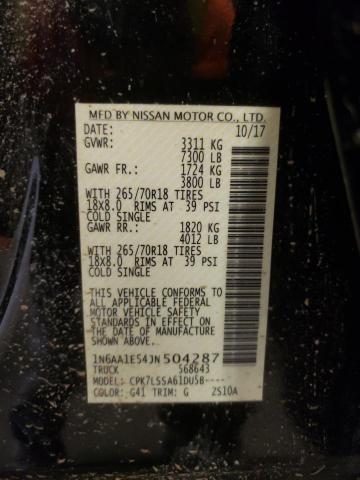 MFD BY NISSAN MOTOR CO., LTD.
DATE: 10/17
GVWR: 3311 KG
7300 LB
GAWR FR.: 1724 KG
3800 LB
WITH 265/70R18 TIRES
18X8.0 RIMS AT 39 PSI
COLD SINGLE
GAWR RR.: 1820 KG
4012 LB
WITH 265/70R18 TIRES
18X8.0 RIMS AT 39 PSI
COLD SINGLE
THIS VEHICLE CONFORMS TO
ALL APPLICABLE FEDERAL
MOTOR VEHICLE SAFETY
STANDARDS IN EFFECT ON
THE DATE OF MANUFACTURE
SHOWN ABOVE.
1N6AA1E54JN504287
TRUCK 568643
MODEL: CPK7LSSA61DU5B----
COLOR: G41 TRIM: G 2S10A